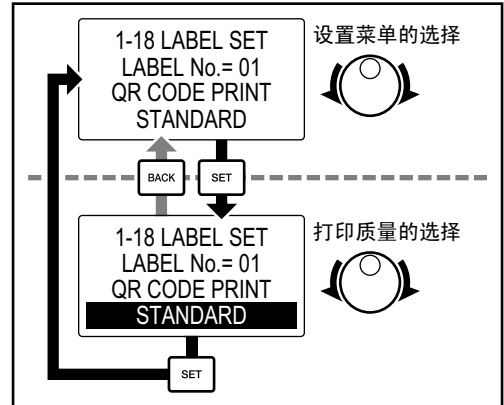 1-18 LABEL SET
LABEL No.= 01
QR CODE PRINT
STANDARD
设置菜单的选择
BACK
SET
1-18 LABEL SET
LABEL No.= 01
QR CODE PRINT
STANDARD
打印质量的选择
SET